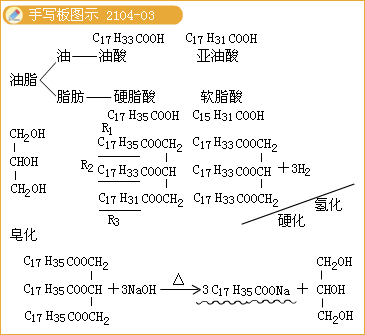 手写板图示 2104-03
C17H33COOH C17H31COOH
油——油酸 亚油酸
油脂
脂肪——硬脂酸 软脂酸
C17H35COOH C15H31COOH
CH2OH
CHOH
CH2OH
R1
C17H35COOCH2 C17H33COOCH2
R2 C17H33COOCH C17H33COOCH +3H2
C17H31COOCH2 C17H33COOCH2
R3
氢化
硬化
皂化
C17H35COOCH2
C17H35COOCH +3NaOH △ 3C17H35COONa +
C17H35COOCH2
CH2OH
CHOH
CH2OH